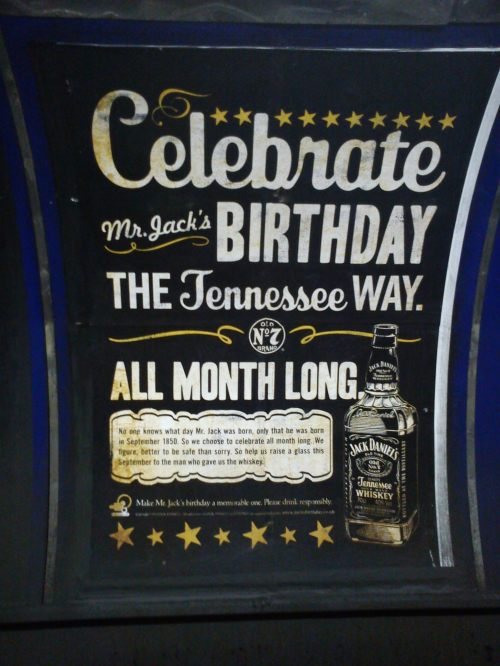 Celebrate
Mr. Jack's BIRTHDAY
THE Tennessee WAY.
OLD
Nº7
BRAND
ALL MONTH LONG.
No one knows what day Mr. Jack was born, only that he was born
in September 1850. So we choose to celebrate all month long. We
figure, better to be safe than sorry. So help us raise a glass this
September to the man who gave us the whiskey.
Make Mr. Jack's birthday a memorable one. Please drink responsibly.
JACK DANIEL'S
JACK DANIEL'S
Tennessee
WHISKEY